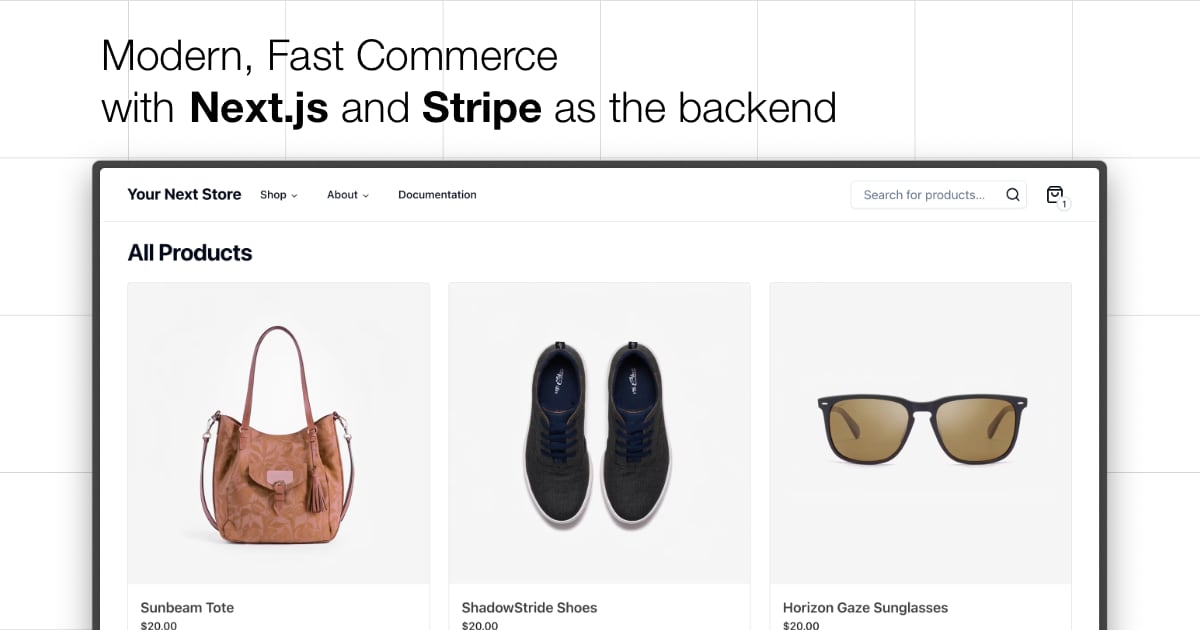 Modern, Fast Commerce
with Next.js and Stripe as the backend
Your Next Store Shop About Documentation Search for products... 1
All Products
Sunbeam Tote ShadowStride Shoes Horizon Gaze Sunglasses
$20.00 $20.00 $20.00